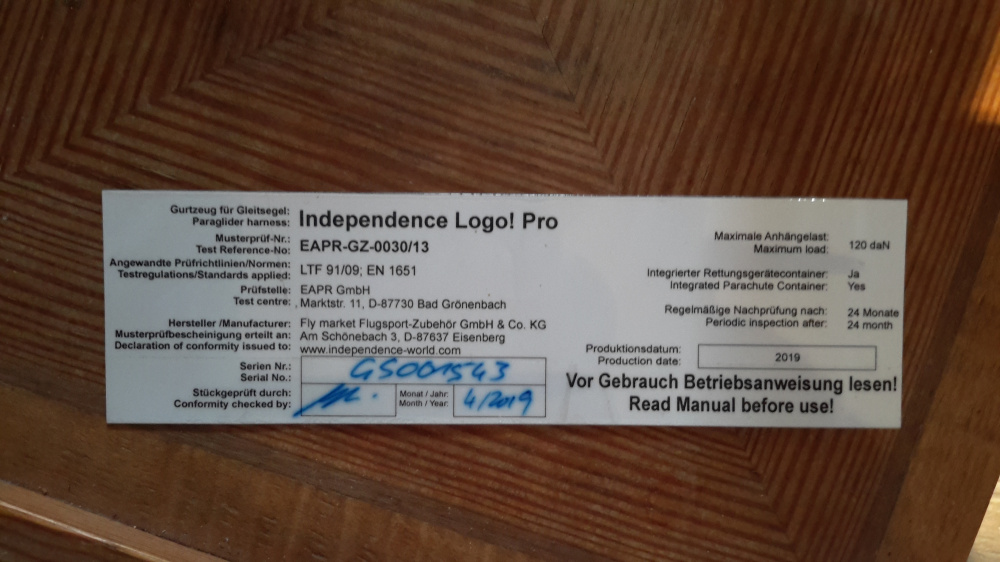 Gurtzeug für Gleitsegel:
Paraglider harness:
Independence Logo! Pro
Musterprüf-Nr.:
Test Reference-No:
EAPR-GZ-0030/13
Angewandte Prüfrichtlinien/Normen:
Testregulations/Standards applied:
LTF 91/09; EN 1651
Prüfstelle: EAPR GmbH
Test centre: , Marktstr. 11, D-87730 Bad Grönenbach
Hersteller /Manufacturer: Fly market Flugsport-Zubehör GmbH & Co. KG
Musterprüfbescheinigung erteilt an: Am Schönebach 3, D-87637 Eisenberg
Declaration of conformity issued to: www.independence-world.com
Serien Nr.:
Serial No.:
GS001543
Stückgeprüft durch:
Conformity checked by:
Monat / Jahr:
Month / Year:
4/2019
Maximale Anhängelast:
Maximum load:
120 daN
Integrierter Rettungsgerätecontainer: Ja
Integrated Parachute Container: Yes
Regelmäßige Nachprüfung nach: 24 Monate
Periodic inspection after: 24 month
Produktionsdatum:
Production date:
2019
Vor Gebrauch Betriebsanweisung lesen!
Read Manual before use!